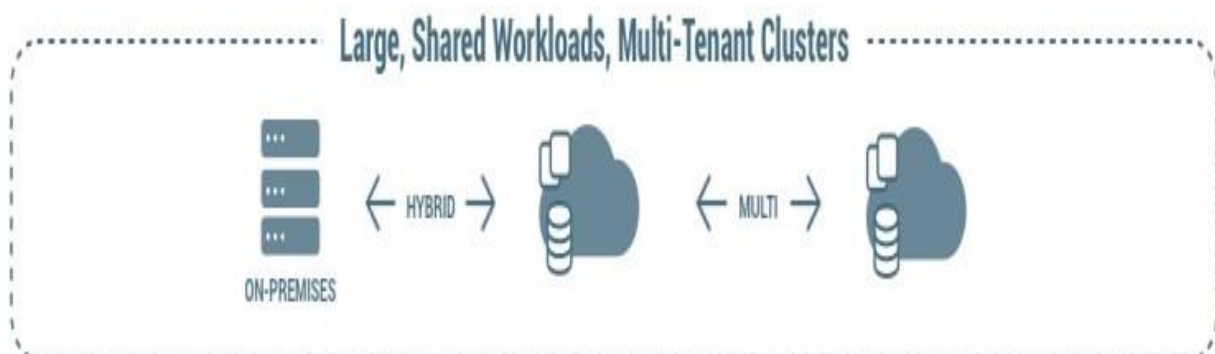 Large, Shared Workloads, Multi-Tenant Clusters
HYBRID
MULTI
ON-PREMISES